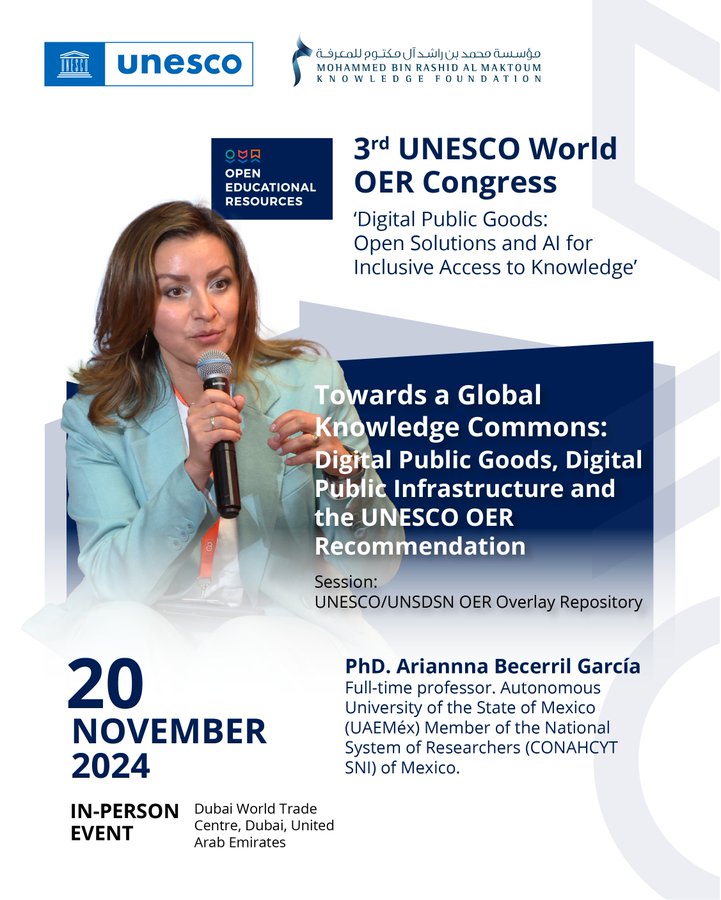 unesco
UNESCO
مؤسسة محمد بن راشد آل مكتوم للمعرفة
MOHAMMED BIN RASHID AL MAKTOUM
KNOWLEDGE FOUNDATION
OPEN
EDUCATIONAL
RESOURCES
3rd UNESCO World
OER Congress
‘Digital Public Goods:
Open Solutions and AI for
Inclusive Access to Knowledge’
Towards a Global
Knowledge Commons:
Digital Public Goods, Digital
Public Infrastructure and
the UNESCO OER
Recommendation
Session:
UNESCO/UNSDSN OER Overlay Repository
20
NOVEMBER
2024
PhD. Ariannna Becerril García
Full-time professor. Autonomous
University of the State of Mexico
(UAEMéx) Member of the National
System of Researchers (CONAHCYT
SNI) of Mexico.
IN-PERSON
EVENT
Dubai World Trade
Centre, Dubai, United
Arab Emirates